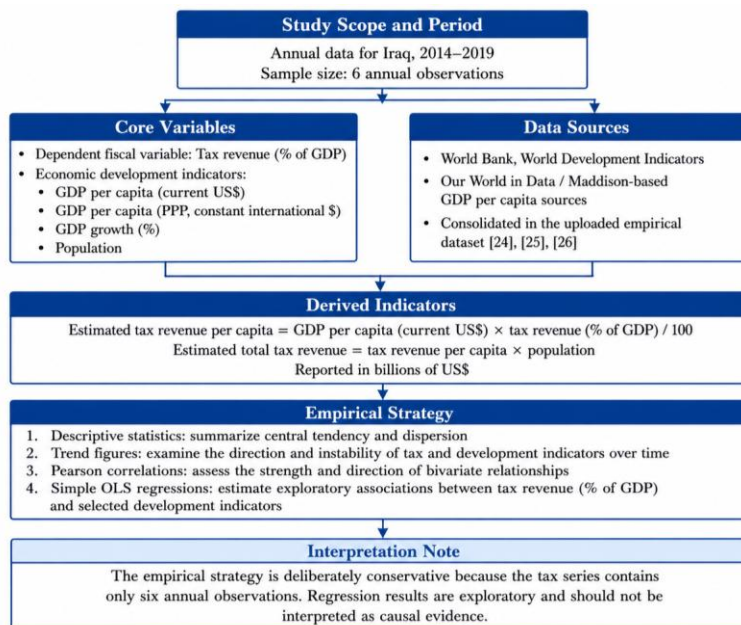 Study Scope and Period
Annual data for Iraq, 2014–2019
Sample size: 6 annual observations
Core Variables
• Dependent fiscal variable: Tax revenue (% of GDP)
• Economic development indicators:
• GDP per capita (current US$)
• GDP per capita (PPP, constant international $)
• GDP growth (%)
• Population
Data Sources
• World Bank, World Development Indicators
• Our World in Data / Maddison-based
GDP per capita sources
• Consolidated in the uploaded empirical
dataset [24], [25], [26]
Derived Indicators
Estimated tax revenue per capita = GDP per capita (current US$) × tax revenue (% of GDP) / 100
Estimated total tax revenue = tax revenue per capita × population
Reported in billions of US$
Empirical Strategy
1. Descriptive statistics: summarize central tendency and dispersion
2. Trend figures: examine the direction and instability of tax and development indicators over time
3. Pearson correlations: assess the strength and direction of bivariate relationships
4. Simple OLS regressions: estimate exploratory associations between tax revenue (% of GDP)
and selected development indicators
Interpretation Note
The empirical strategy is deliberately conservative because the tax series contains
only six annual observations. Regression results are exploratory and should not be
interpreted as causal evidence.